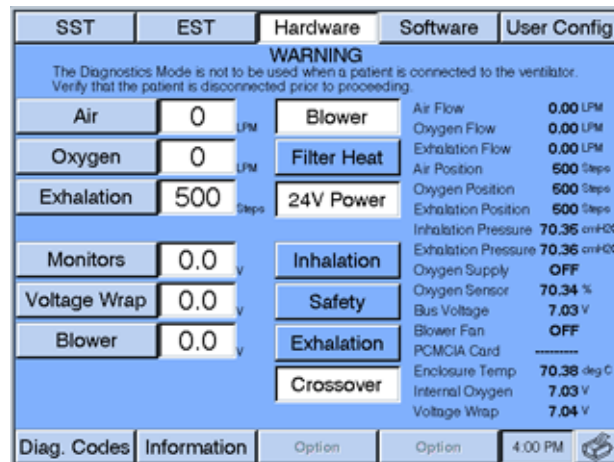 SST EST Hardware Software User Config
WARNING
The Diagnostics Mode is not to be used when a patient is connected to the ventilator.
Verify that the patient is disconnected prior to proceeding.
Air 0 LPM Blower
Oxygen 0 LPM Filter Heat
Exhalation 500 Steps 24V Power
Monitors 0.0 V Inhalation
Voltage Wrap 0.0 V Safety
Blower 0.0 V Exhalation
Crossover
Air Flow 0.00 LPM
Oxygen Flow 0.00 LPM
Exhalation Flow 0.00 LPM
Air Position 500 Steps
Oxygen Position 500 Steps
Exhalation Position 500 Steps
Inhalation Pressure 70.36 cmH2O
Exhalation Pressure 70.36 cmH2O
Oxygen Supply OFF
Oxygen Sensor 70.34 %
Bus Voltage 7.03 V
Blower Fan OFF
PCMCIA Card ---------
Enclosure Temp 70.38 deg C
Internal Oxygen 7.03 V
Voltage Wrap 7.04 V
Diag. Codes Information Option Option 4:00 PM